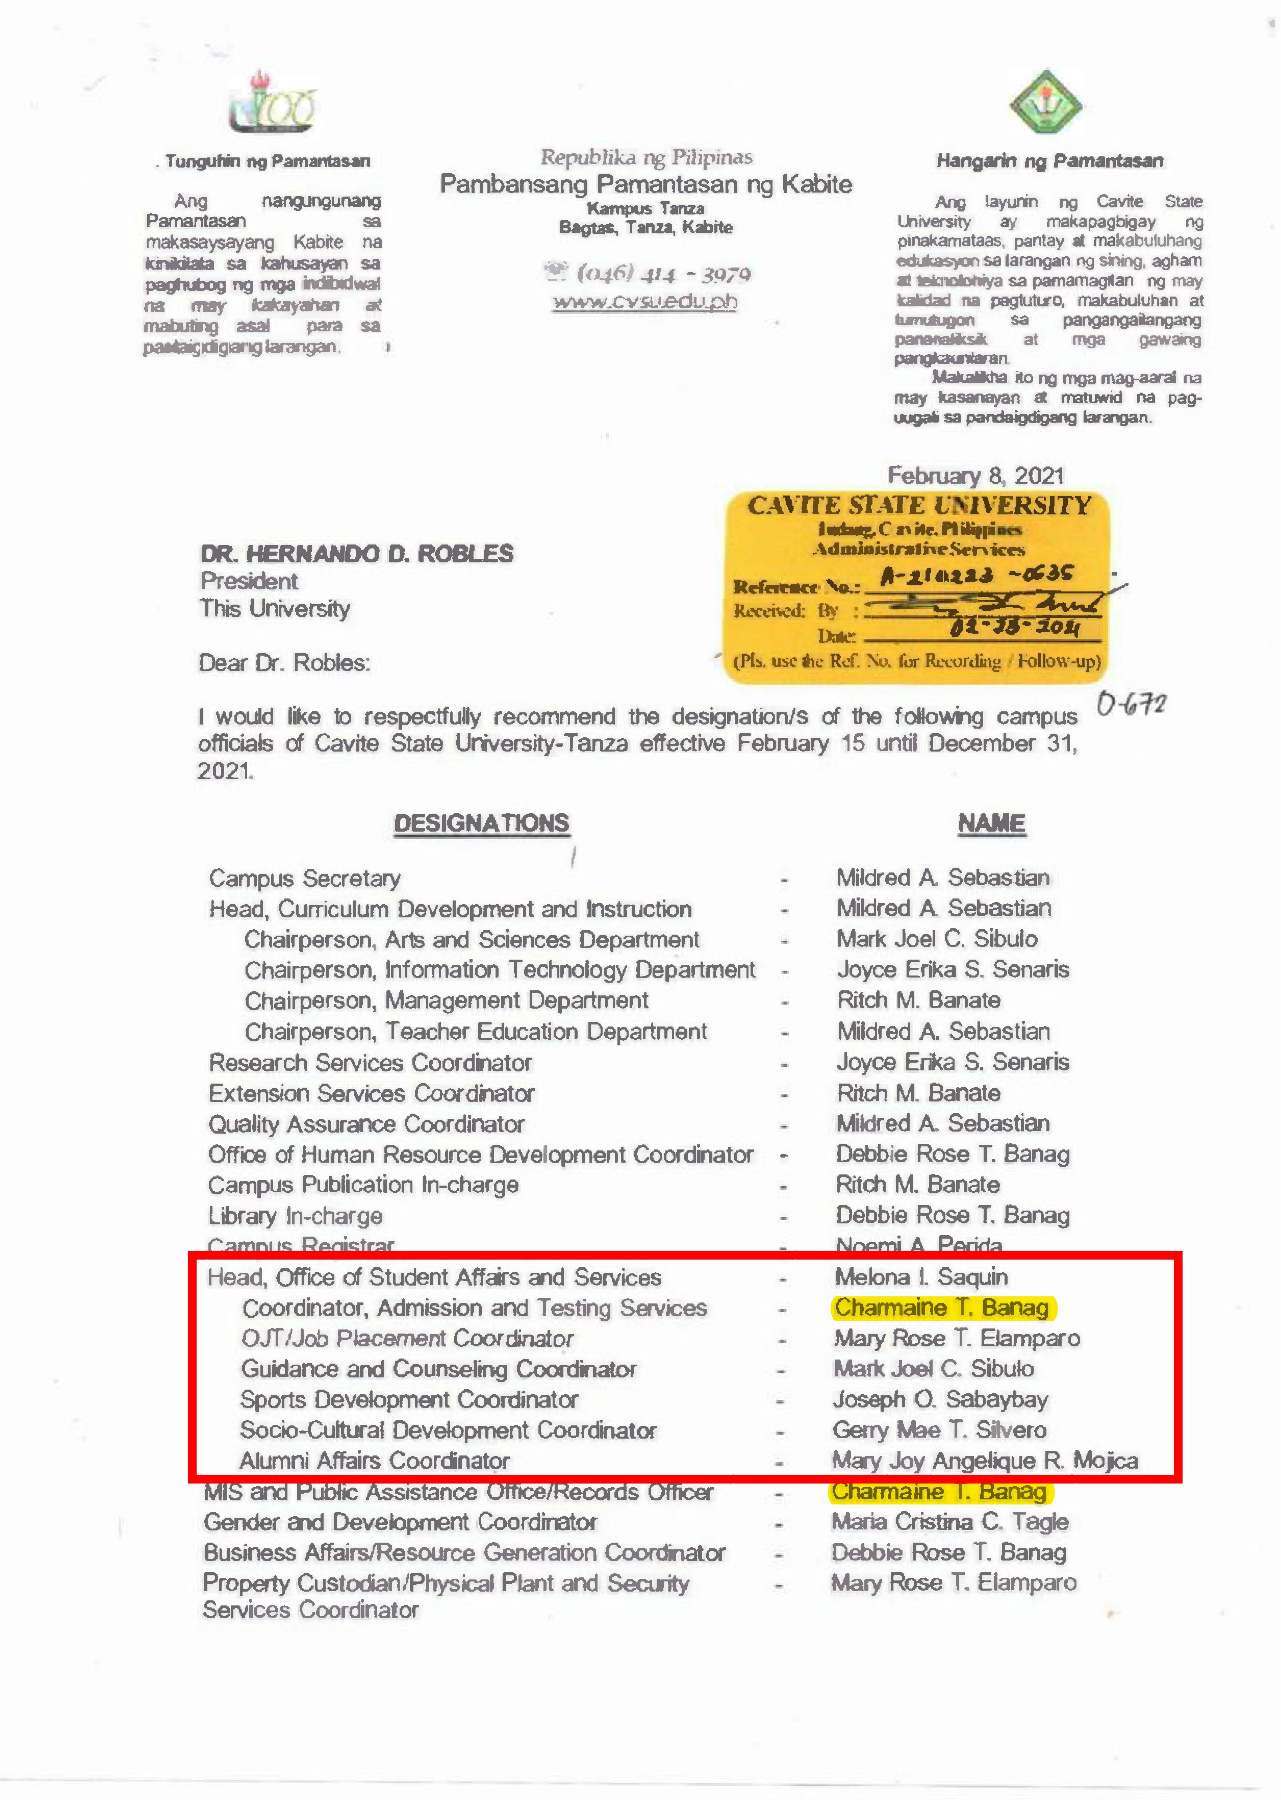 Tunguhin ng Pamantasan
Ang nangungunang
Pamantasan sa
makasaysayang Kabite na
kinikilala sa kahusayan sa
paghubog ng mga indibidwal
na may kakayahan at
mabuting asal para sa
pandaigdigang larangan.
Republika ng Pilipinas
Pambansang Pamantasan ng Kabite
Kampus Tanza
Bagtas, Tanza, Kabite
(046) 414 - 3979
www.cvsu.edu.ph
Hangarin ng Pamantasan
Ang layunin ng Cavite State
University ay makapagbigay ng
pinakamataas, pantay at makabuluhang
edukasyon sa larangan ng sining, agham
at teknolohiya sa pamamagitan ng may
kalidad na pagtuturo, makabuluhan at
tumutugon sa pangangailangang
pananaliksik at mga gawaing
pangkaunlaran.
Makalikha ito ng mga mag-aaral na
may kasanayan at matuwid na pag-
uugali sa pandaigdigang larangan.
February 8, 2021
CAVITE STATE UNIVERSITY
Indang, Cavite, Philippines
Administrative Services
Reference No.: A-210223-0635
Received: By :
Date: 02-23-2021
(Pls. use the Ref. No. for Recording / Follow-up)
0-672
DR. HERNANDO D. ROBLES
President
This University
Dear Dr. Robles:
I would like to respectfully recommend the designation/s of the following campus
officials of Cavite State University-Tanza effective February 15 until December 31,
2021.
DESIGNATIONS NAME
Campus Secretary - Mildred A. Sebastian
Head, Curriculum Development and Instruction - Mildred A. Sebastian
Chairperson, Arts and Sciences Department - Mark Joel C. Sibulo
Chairperson, Information Technology Department - Joyce Erika S. Senaris
Chairperson, Management Department - Ritch M. Banate
Chairperson, Teacher Education Department - Mildred A. Sebastian
Research Services Coordinator - Joyce Erika S. Senaris
Extension Services Coordinator - Ritch M. Banate
Quality Assurance Coordinator - Mildred A. Sebastian
Office of Human Resource Development Coordinator - Debbie Rose T. Banag
Campus Publication In-charge - Ritch M. Banate
Library In-charge - Debbie Rose T. Banag
Campus Registrar - Noemi A. Perida
Head, Office of Student Affairs and Services - Melona I. Saquin
Coordinator, Admission and Testing Services - Charmaine T. Banag
OJT/Job Placement Coordinator - Mary Rose T. Elamparo
Guidance and Counseling Coordinator - Mark Joel C. Sibulo
Sports Development Coordinator - Joseph O. Sabaybay
Socio-Cultural Development Coordinator - Gerry Mae T. Silvero
Alumni Affairs Coordinator - Mary Joy Angelique R. Mojica
MIS and Public Assistance Office/Records Officer - Charmaine T. Banag
Gender and Development Coordinator - Maria Cristina C. Tagle
Business Affairs/Resource Generation Coordinator - Debbie Rose T. Banag
Property Custodian/Physical Plant and Security - Mary Rose T. Elamparo
Services Coordinator